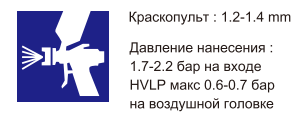 Краскопульт : 1.2-1.4 mm
Давление нанесения :
1.7-2.2 бар на входе
HVLP макс 0.6-0.7 бар
на воздушной головке